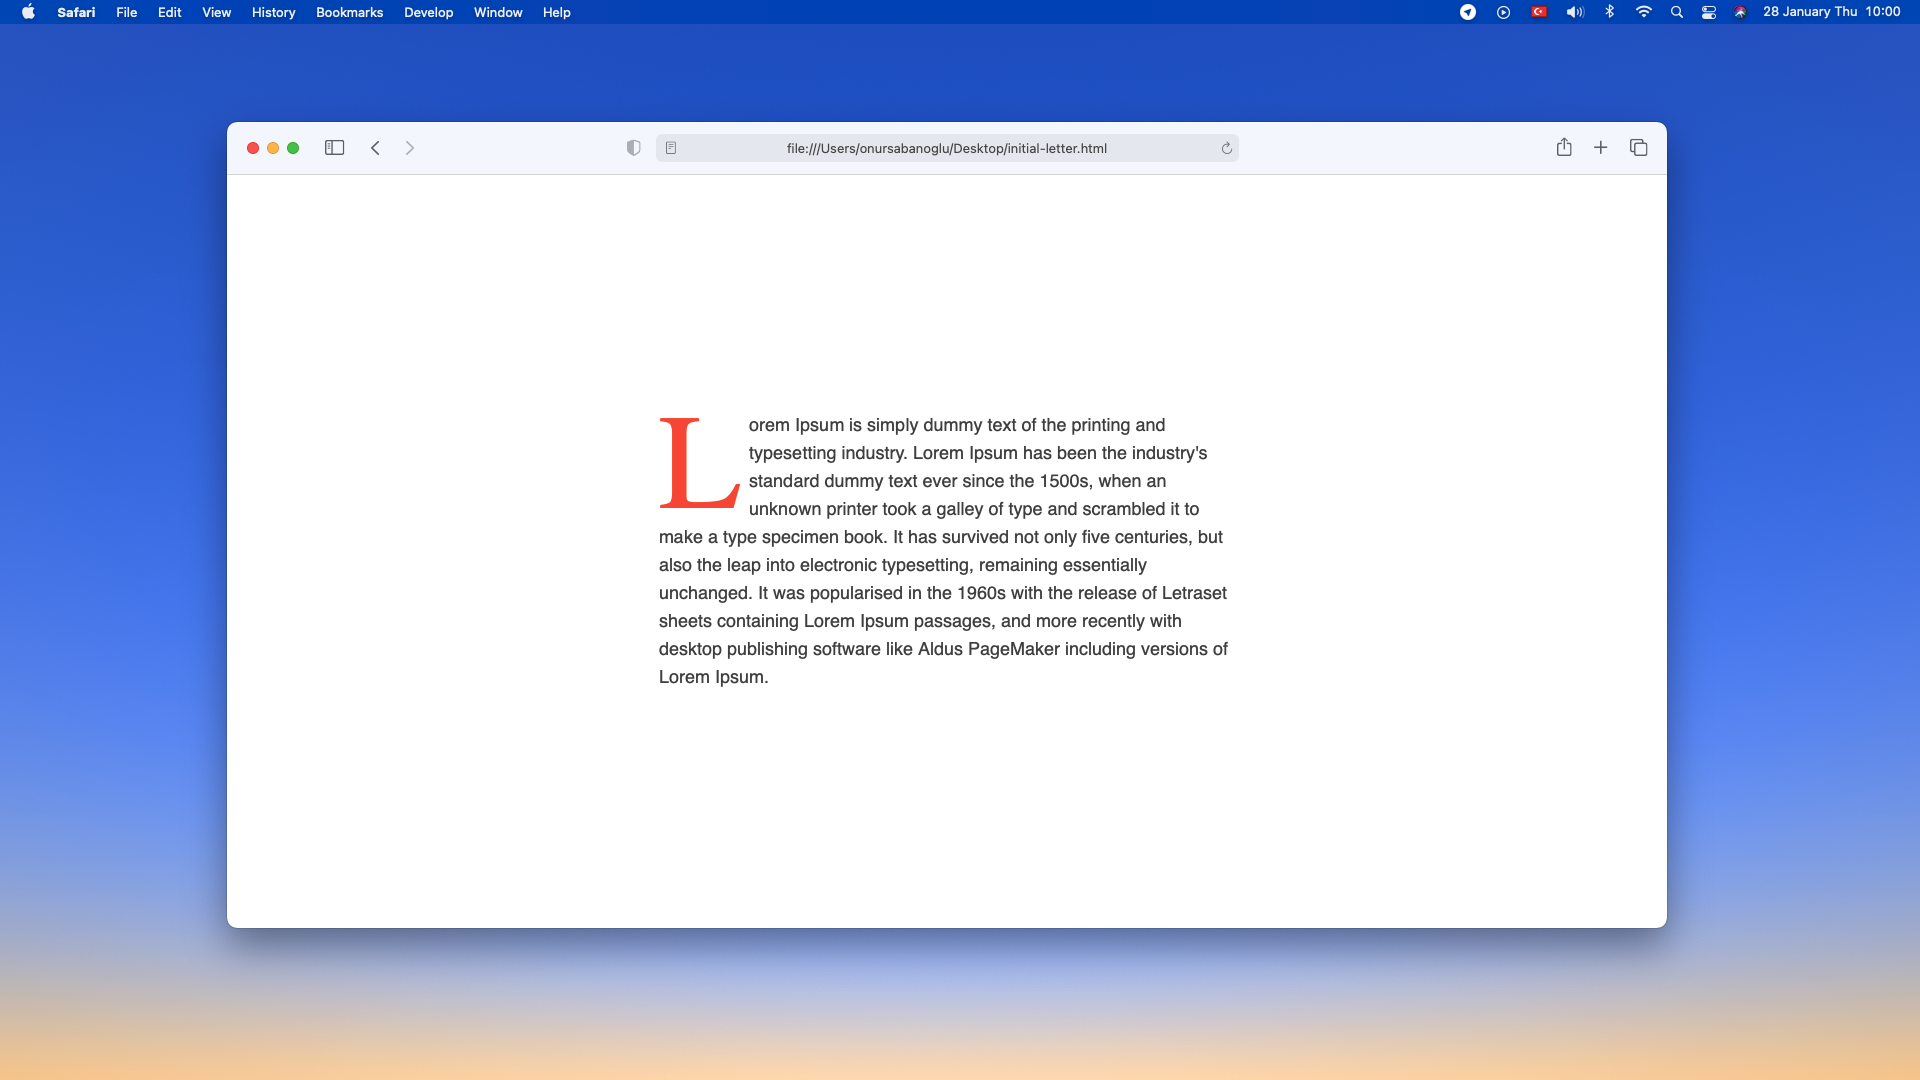 Safari File Edit View History Bookmarks Develop Window Help 28 January Thu 10:00
file:///Users/onursabanoglu/Desktop/initial-letter.html
Lorem Ipsum is simply dummy text of the printing and
typesetting industry. Lorem Ipsum has been the industry's
standard dummy text ever since the 1500s, when an
unknown printer took a galley of type and scrambled it to
make a type specimen book. It has survived not only five centuries, but
also the leap into electronic typesetting, remaining essentially
unchanged. It was popularised in the 1960s with the release of Letraset
sheets containing Lorem Ipsum passages, and more recently with
desktop publishing software like Aldus PageMaker including versions of
Lorem Ipsum.